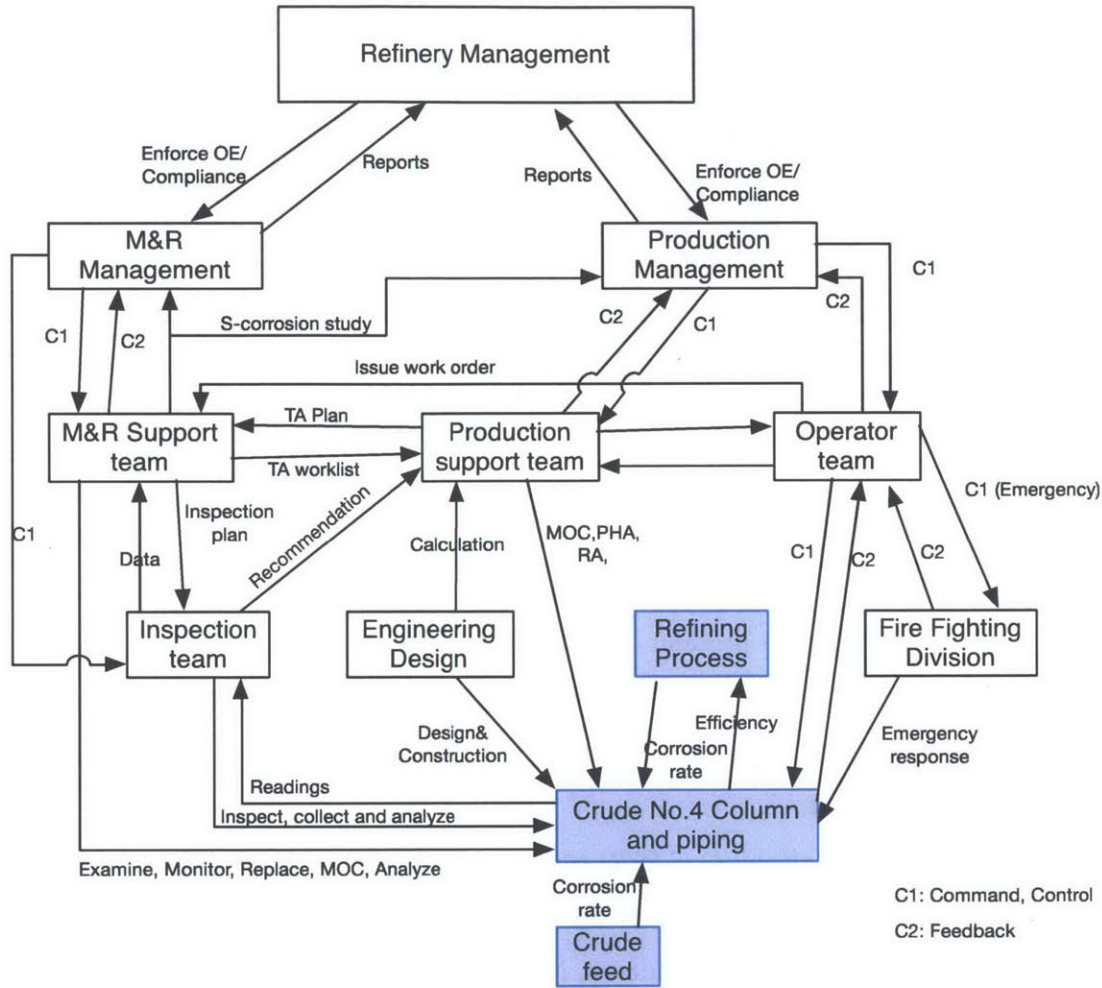 Refinery Management
Enforce OE/
Compliance
Reports
Reports
Enforce OE/
Compliance
M&R
Management
Production
Management
C1
C2
C1
C2
S-corrosion study
C2
C1
Issue work order
M&R Support
team
TA Plan
TA worklist
Production
support team
Operator
team
C1 (Emergency)
C1
Inspection
plan
Data
Recommendation
Calculation
MOC,PHA,
RA,
C1
C2
C2
Inspection
team
Engineering
Design
Refining
Process
Fire Fighting
Division
Design&
Construction
Efficiency
Corrosion
rate
Emergency
response
Readings
Inspect, collect and analyze
Crude No.4 Column
and piping
Examine, Monitor, Replace, MOC, Analyze
Corrosion
rate
Crude
feed
C1: Command, Control
C2: Feedback